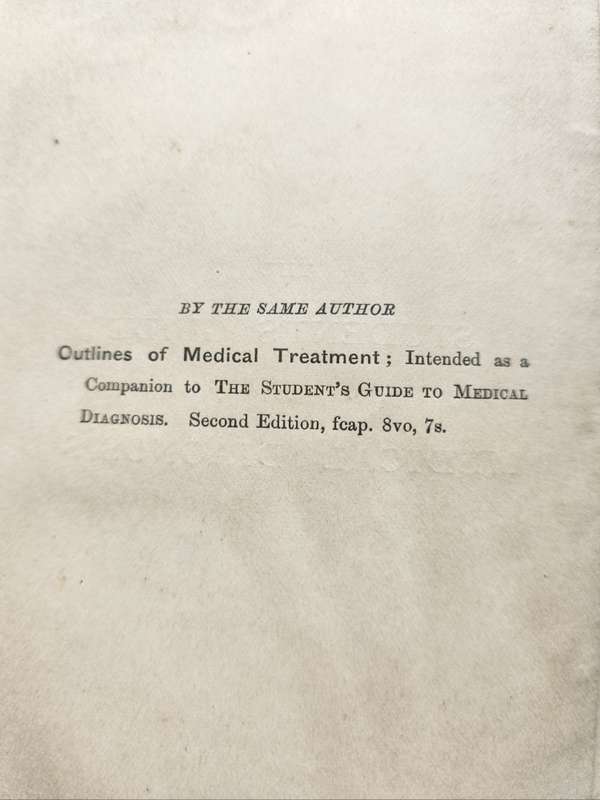 BY THE SAME AUTHOR
Outlines of Medical Treatment; Intended as a
Companion to THE STUDENT'S GUIDE TO MEDICAL
DIAGNOSIS. Second Edition, fcap. 8vo, 7s.